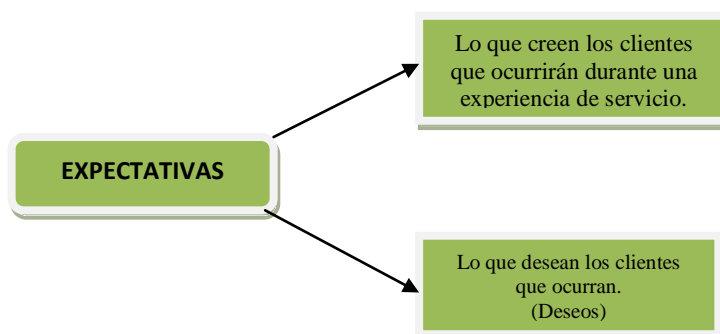 Lo que creen los clientes
que ocurrirán durante una
experiencia de servicio.
EXPECTATIVAS
Lo que desean los clientes
que ocurran.
(Deseos)